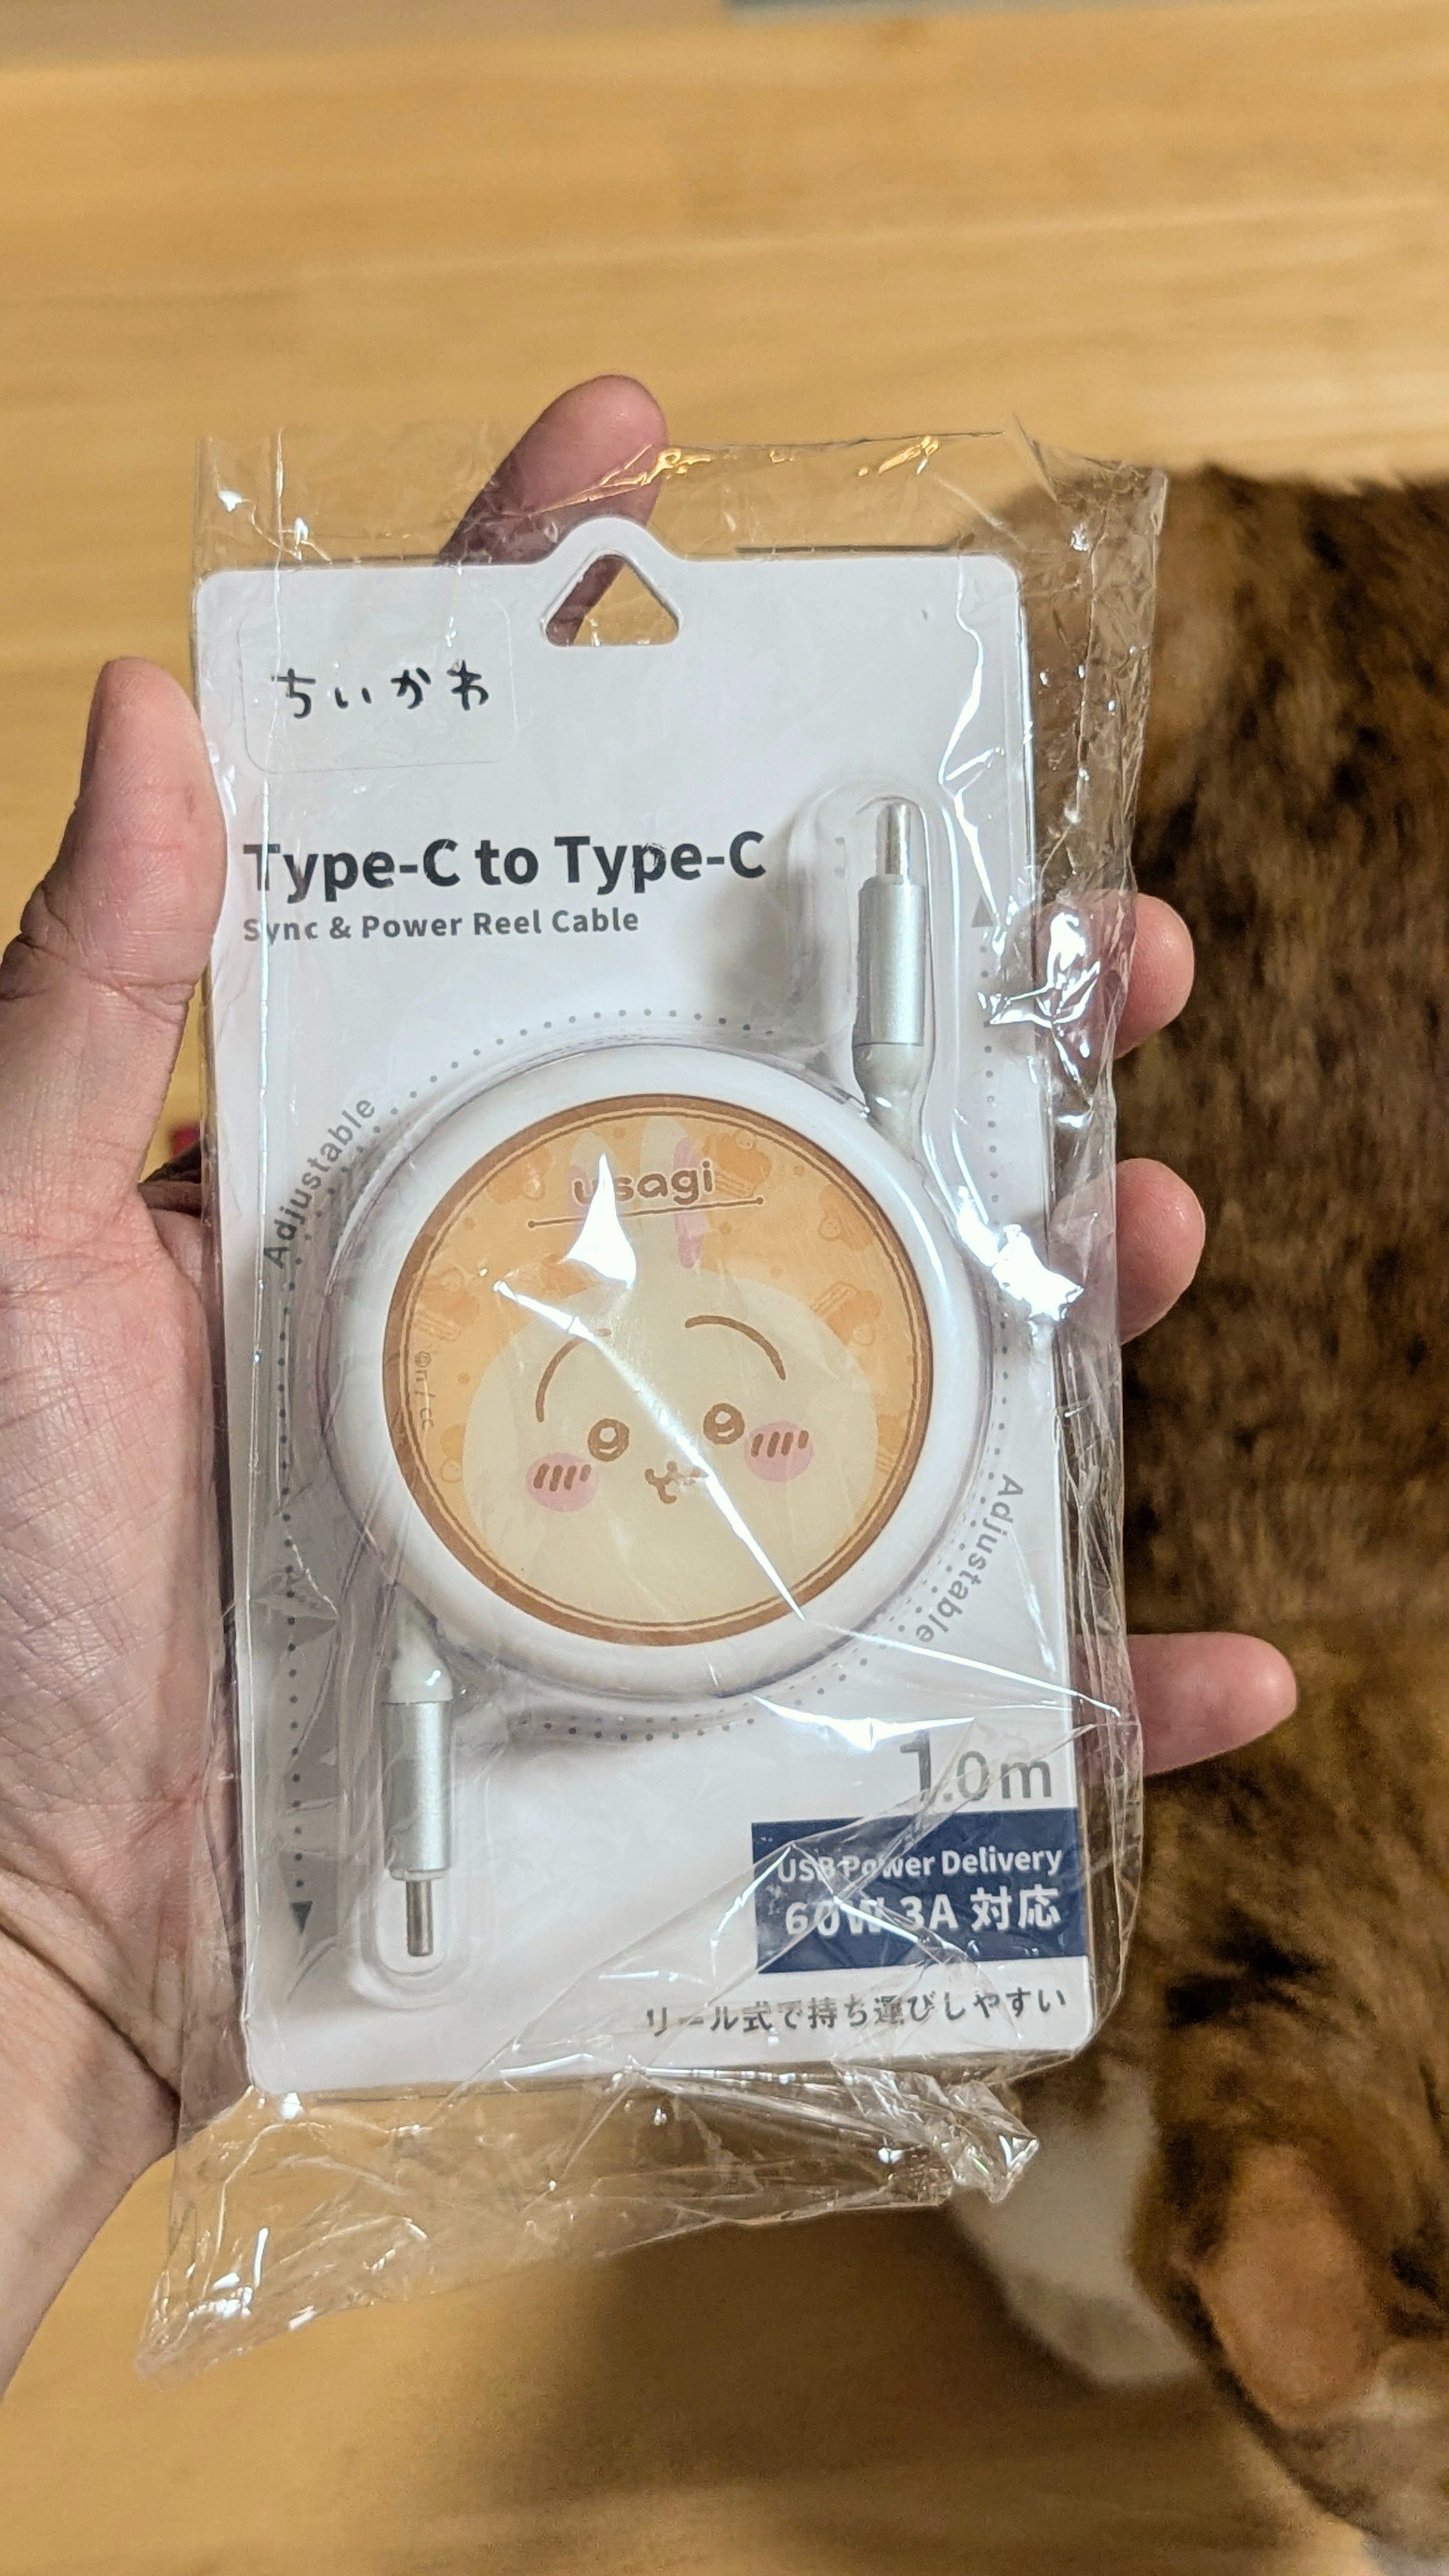 ちいかわ
Type-C to Type-C
Sync & Power Reel Cable
Adjustable
usagi
Adjustable
1.0m
USB Power Delivery
60W 3A 対応
リール式で持ち運びしやすい